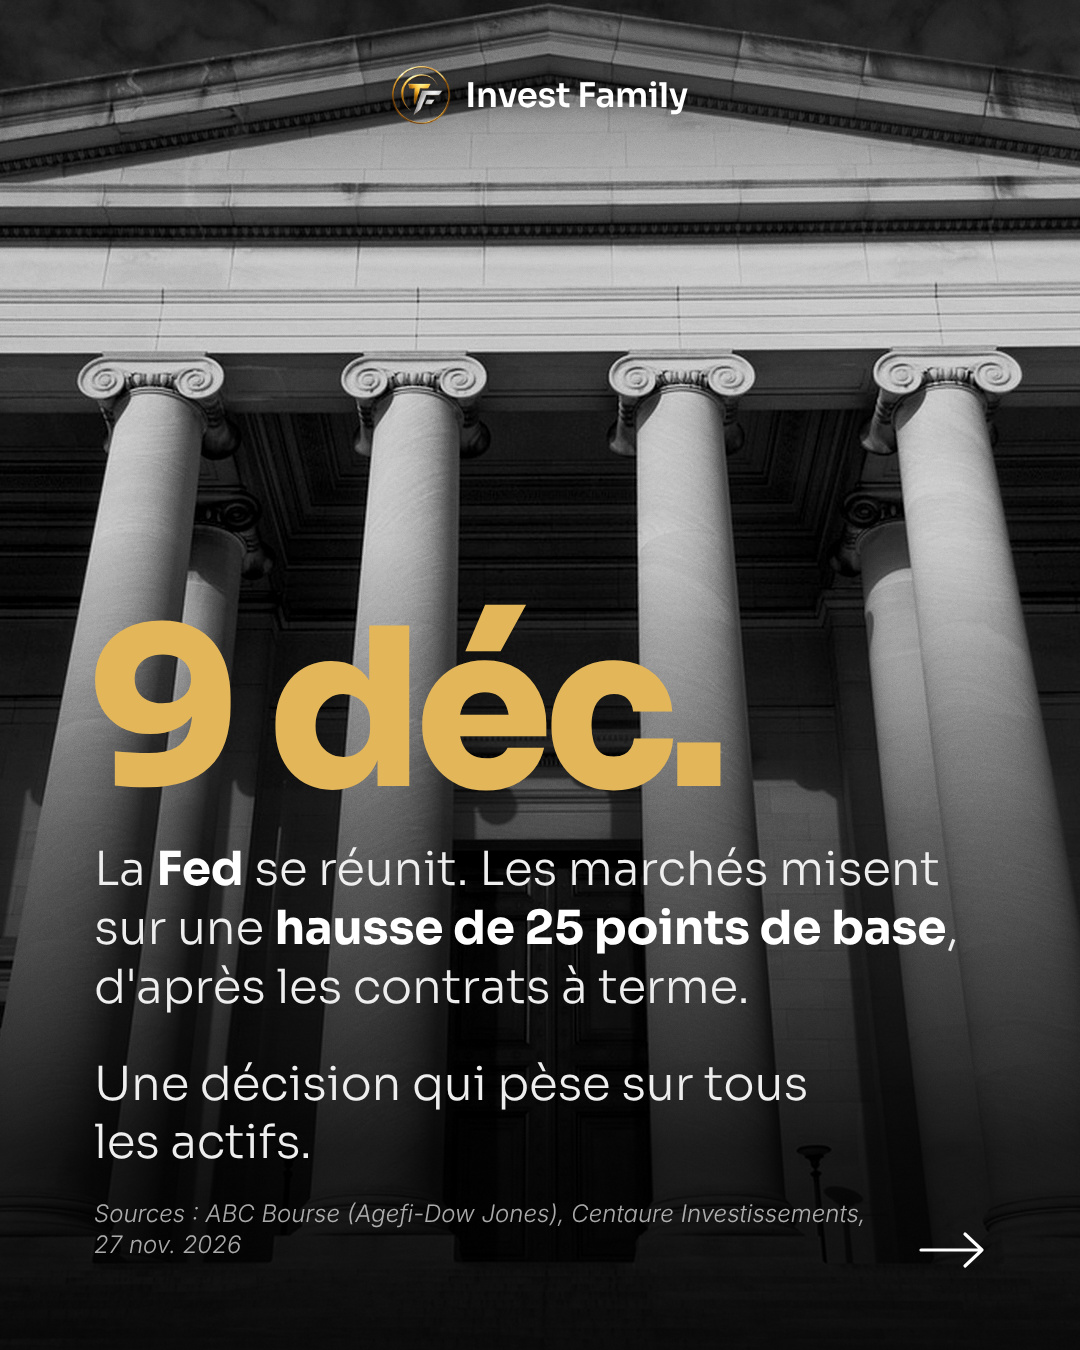 Invest Family
9 déc.
La Fed se réunit. Les marchés misent
sur une hausse de 25 points de base,
d'après les contrats à terme.
Une décision qui pèse sur tous
les actifs.
Sources : ABC Bourse (Agefi-Dow Jones), Centaure Investissements,
27 nov. 2026